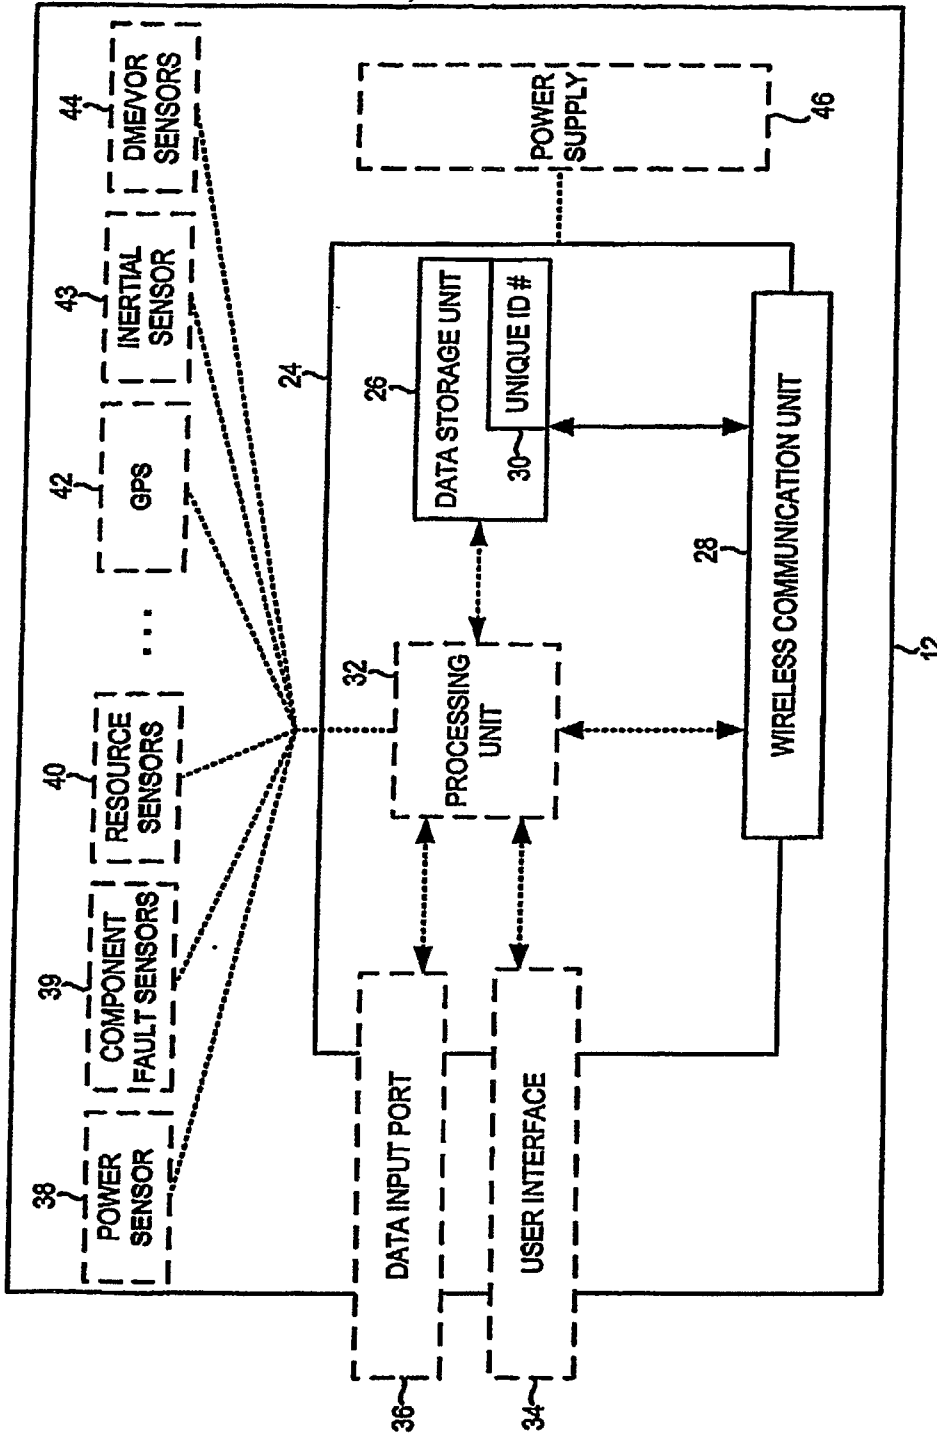 38
POWER
SENSOR
39
COMPONENT
FAULT SENSORS
40
RESOURCE
SENSORS
...
42
GPS
43
INERTIAL
SENSOR
44
DME/VOR
SENSORS
24
32
PROCESSING
UNIT
26
DATA STORAGE UNIT
30
UNIQUE ID #
POWER
SUPPLY
46
36
DATA INPUT PORT
34
USER INTERFACE
28
WIRELESS COMMUNICATION UNIT
12